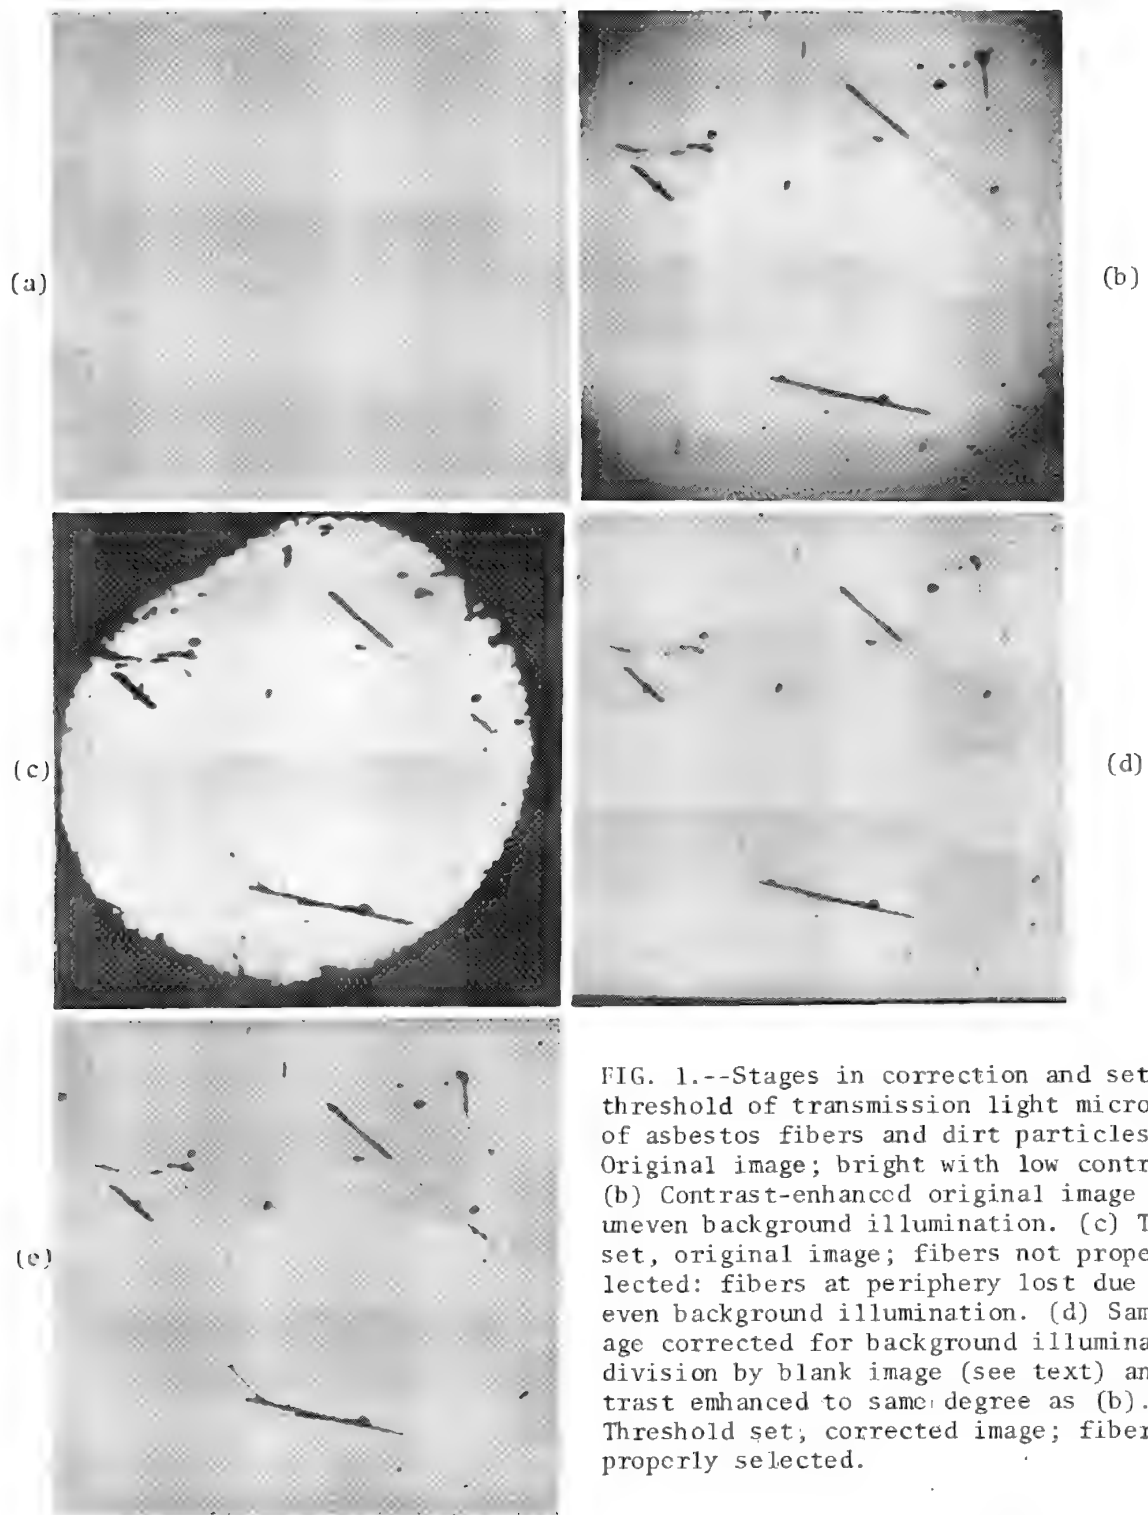 (a)
(b)
(c)
(d)
(e)
FIG. 1.--Stages in correction and set
threshold of transmission light micro
of asbestos fibers and dirt particles
Original image; bright with low contr
(b) Contrast-enhanced original image
uneven background illumination. (c) T
set, original image; fibers not prope
lected: fibers at periphery lost due
even background illumination. (d) Sam
age corrected for background illumina
division by blank image (see text) an
trast emhanced to same degree as (b).
Threshold set, corrected image; fiber
properly selected.